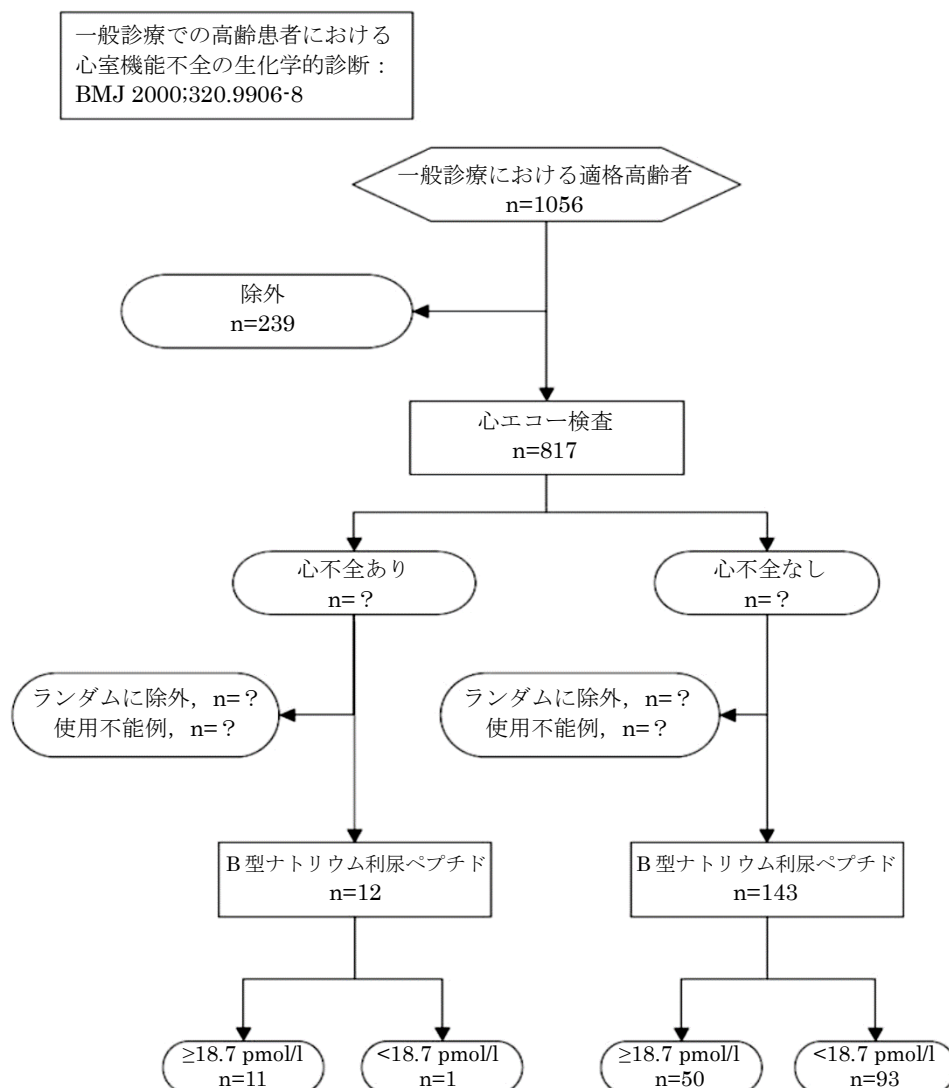 一般診療での高齢患者における
心室機能不全の生化学的診断：
BMJ 2000;320.9906-8
一般診療における適格高齢者
n=1056
除外
n=239
心エコー検査
n=817
心不全あり
n=？
心不全なし
n=？
ランダムに除外，n=？
使用不能例，n=？
ランダムに除外，n=？
使用不能例，n=？
B 型ナトリウム利尿ペプチド
n=12
B 型ナトリウム利尿ペプチド
n=143
≥18.7 pmol/l
n=11
<18.7 pmol/l
n=1
≥18.7 pmol/l
n=50
<18.7 pmol/l
n=93